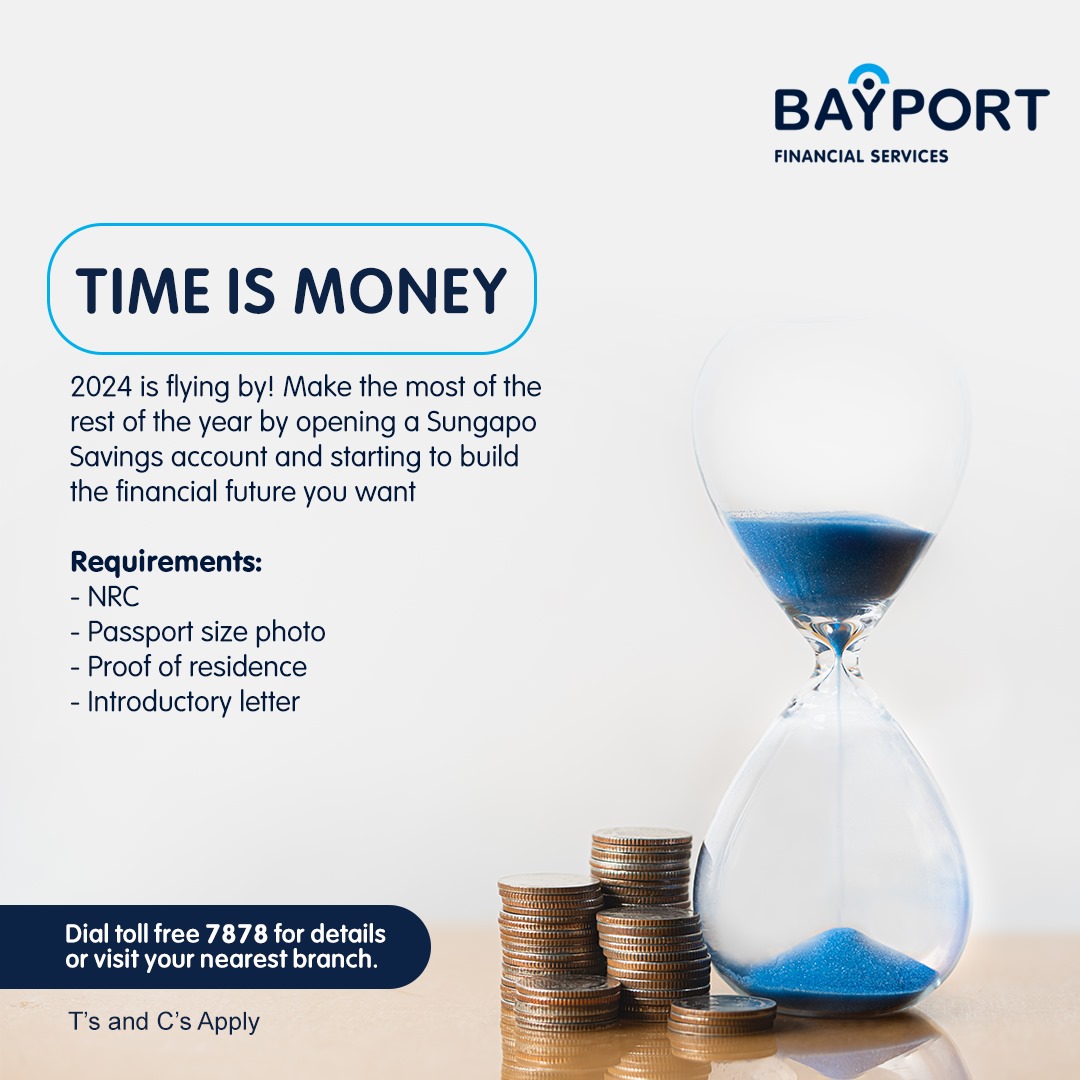 BAYPORT
FINANCIAL SERVICES
TIME IS MONEY
2024 is flying by! Make the most of the
rest of the year by opening a Sungapo
Savings account and starting to build
the financial future you want
Requirements:
- NRC
- Passport size photo
- Proof of residence
- Introductory letter
Dial toll free 7878 for details
or visit your nearest branch.
T's and C's Apply